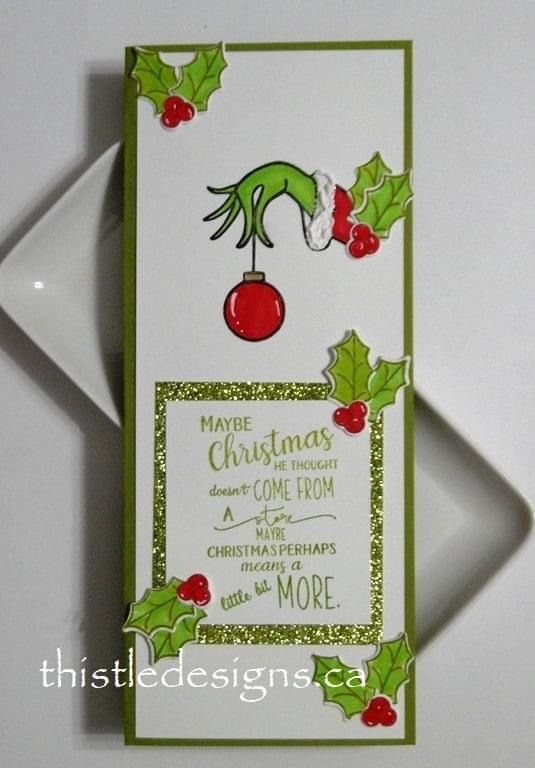 MAYBE
Christmas
HE THOUGHT
doesn't COME FROM
A store
MAYBE
CHRISTMAS PERHAPS
means a
little bit MORE.
thistledesigns.ca